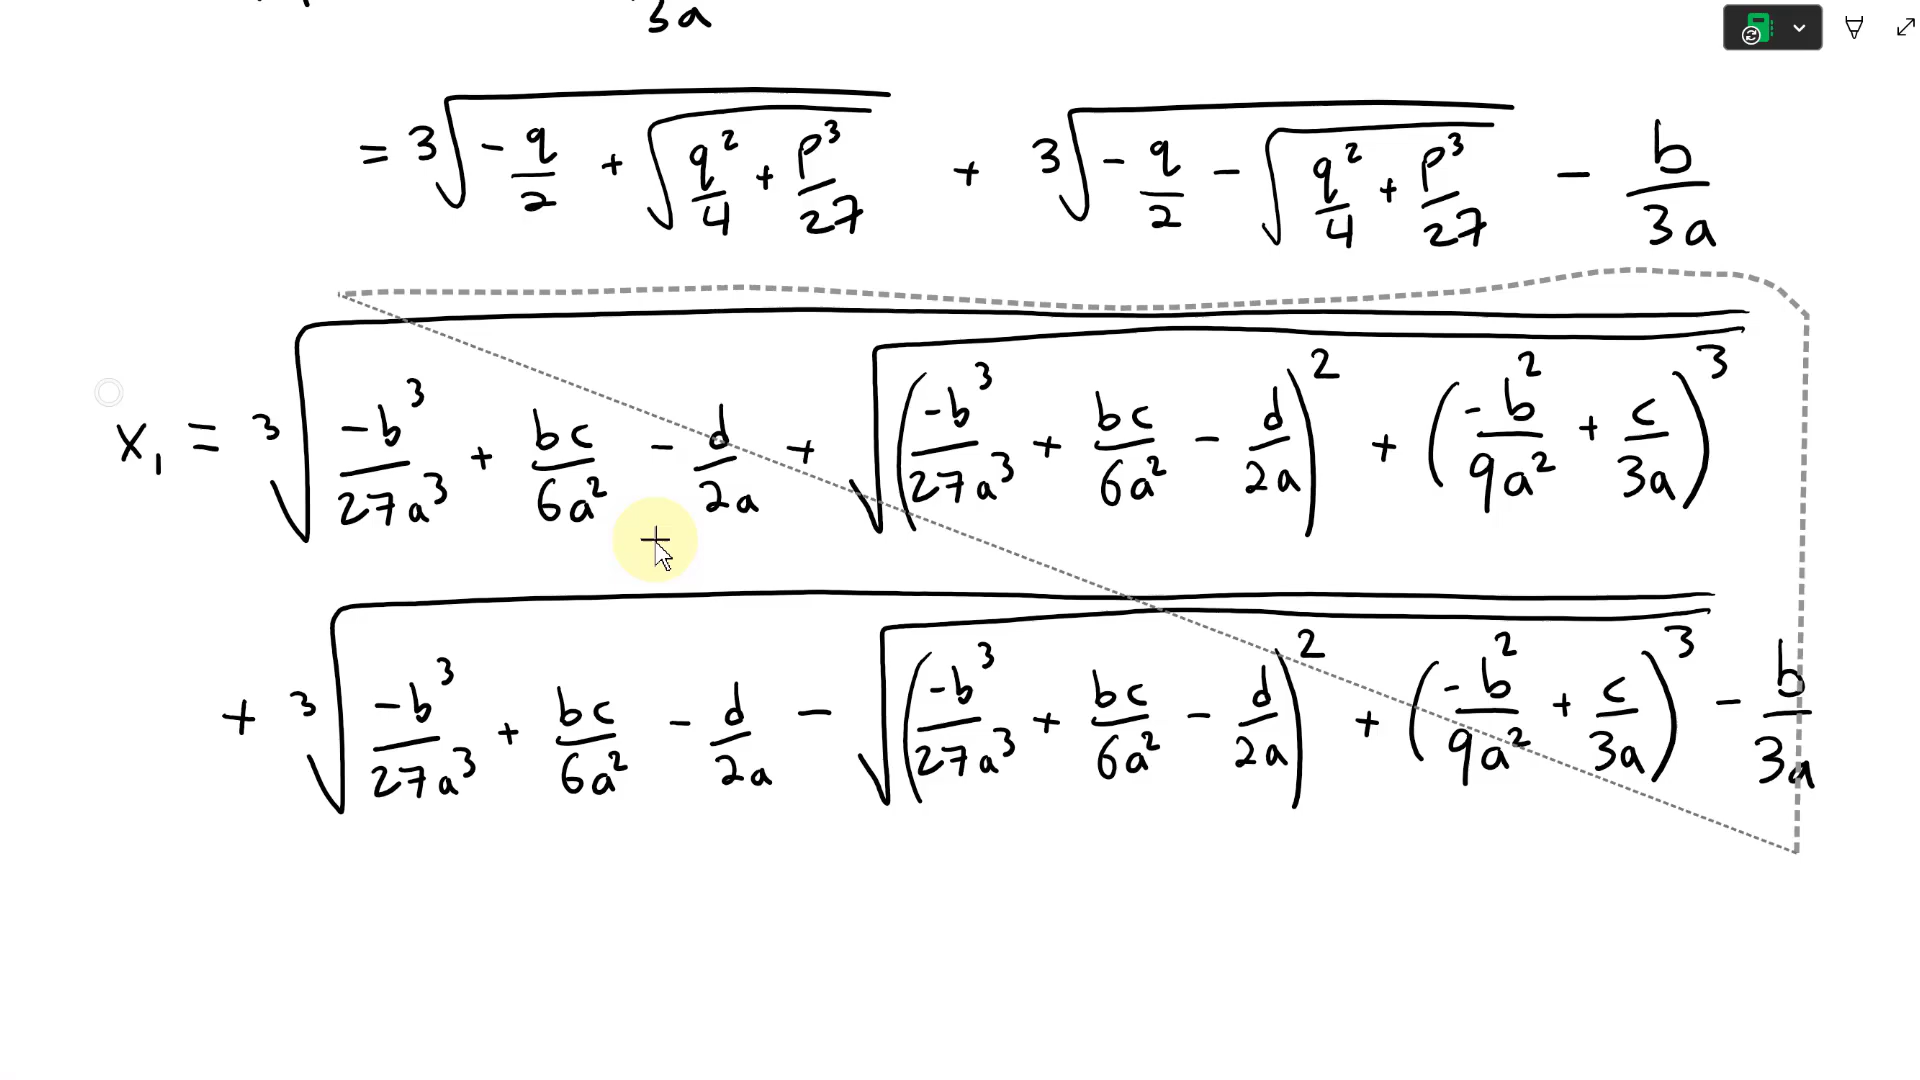 3a
= ∛(-q/2 + √(q²/4 + p³/27)) + ∛(-q/2 - √(q²/4 + p³/27)) - b/3a
x₁ = ∛(-b³/27a³ + bc/6a² - d/2a + √((-b³/27a³ + bc/6a² - d/2a)² + (-b²/9a² + c/3a)³))
+ ∛(-b³/27a³ + bc/6a² - d/2a - √((-b³/27a³ + bc/6a² - d/2a)² + (-b²/9a² + c/3a)³)) - b/3a